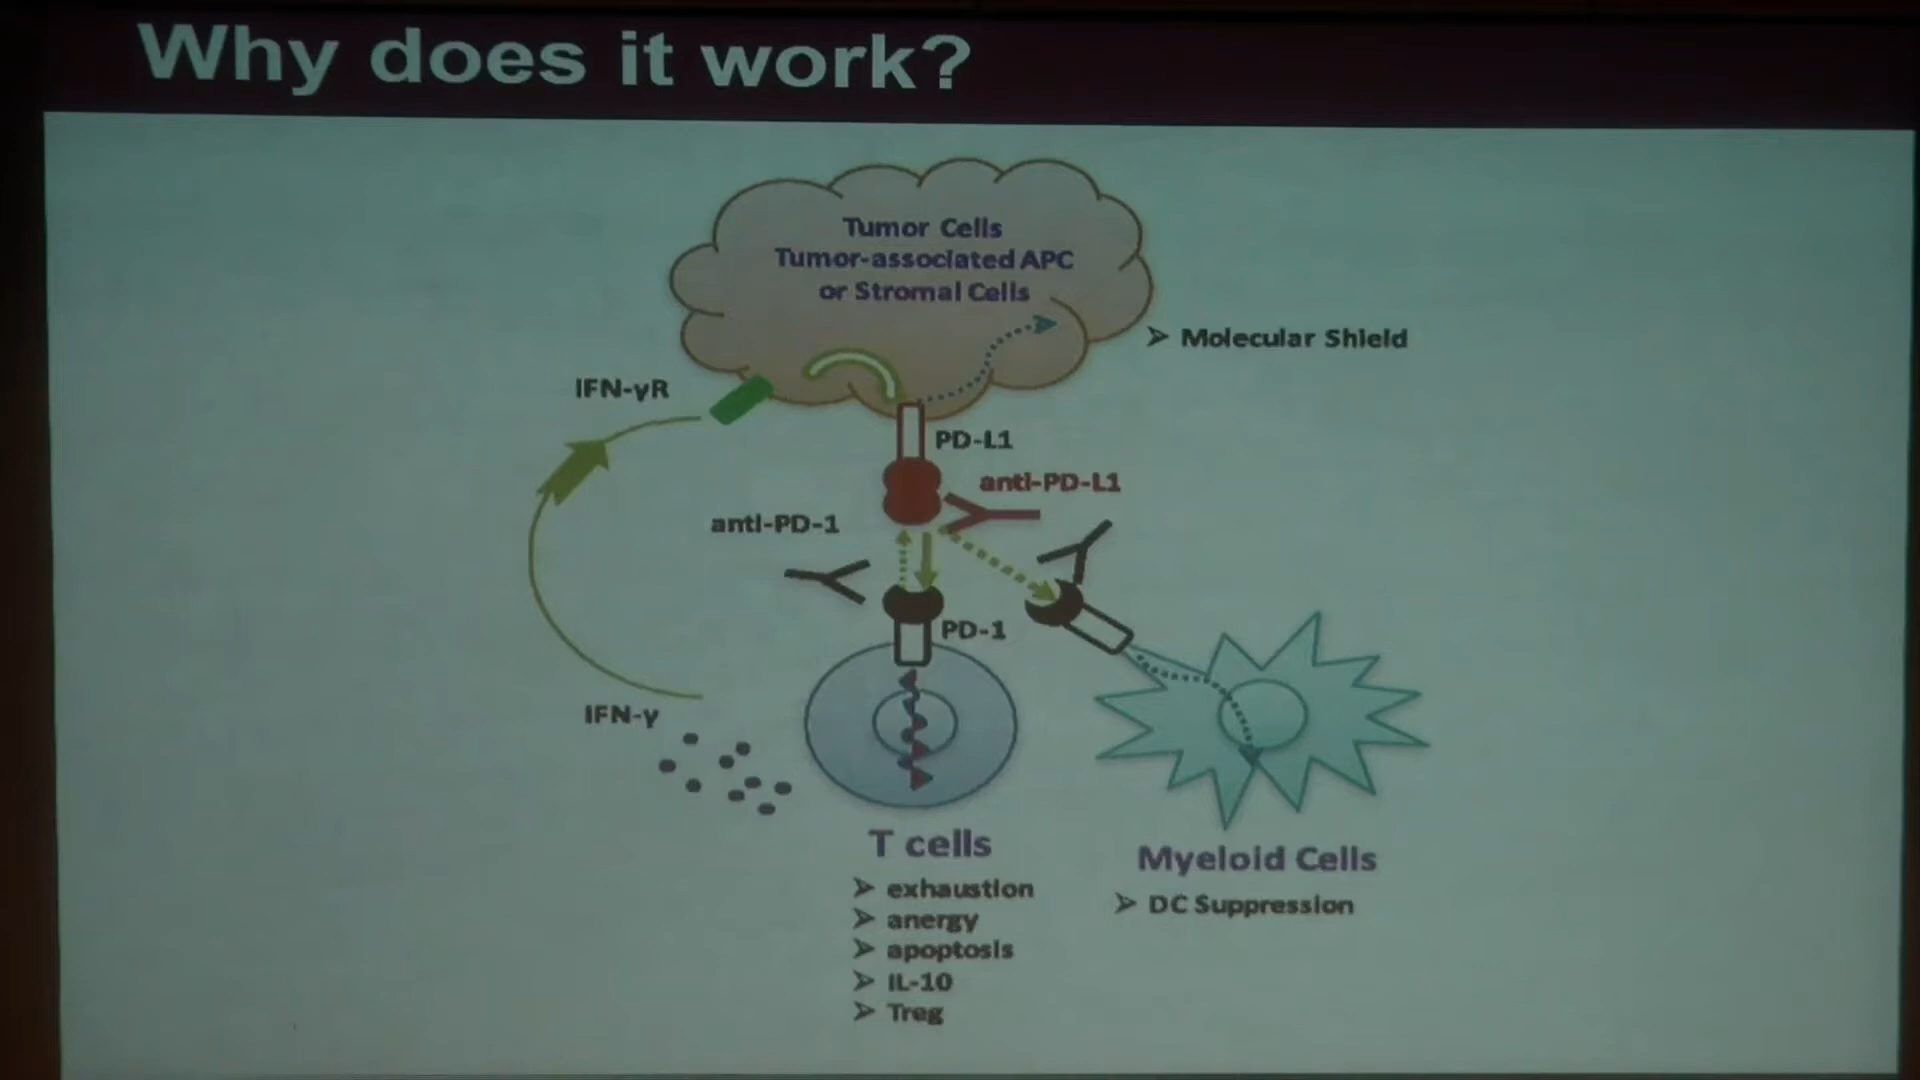 Why does it work?
Tumor Cells
Tumor-associated APC
or Stromal Cells
➢ Molecular Shield
IFN-γR
PD-L1
anti-PD-L1
anti-PD-1
PD-1
IFN-γ
T cells
➢ exhaustion
➢ anergy
➢ apoptosis
➢ IL-10
➢ Treg
Myeloid Cells
➢ DC Suppression